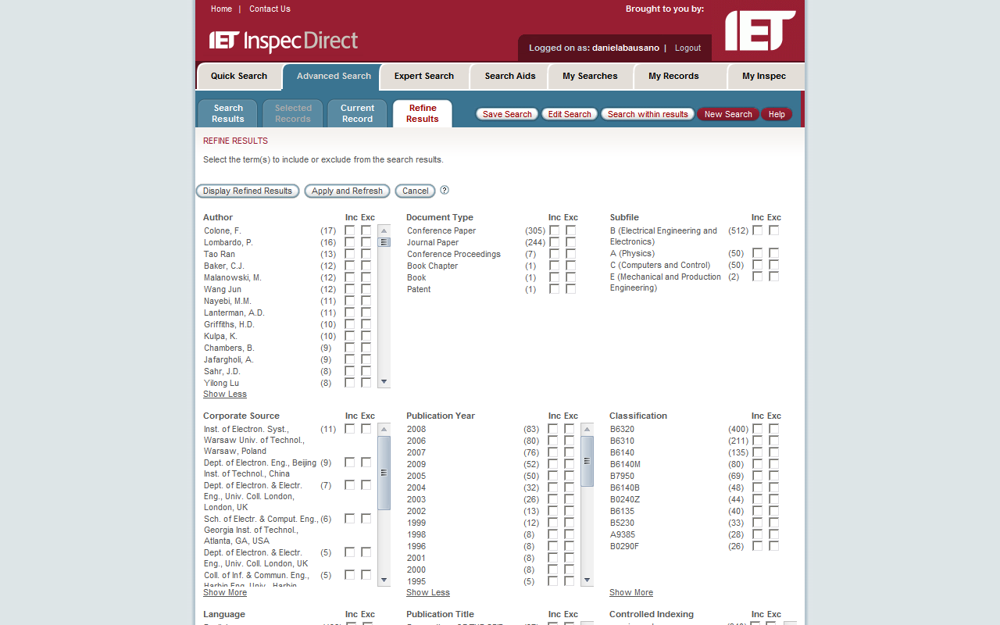 Home | Contact Us
Brought to you by:
IET InspecDirect
IET
Logged on as: danielabausano | Logout
Quick Search
Advanced Search
Expert Search
Search Aids
My Searches
My Records
My Inspec
Search Results
Selected Records
Current Record
Refine Results
Save Search
Edit Search
Search within results
New Search
Help
REFINE RESULTS
Select the term(s) to include or exclude from the search results.
Display Refined Results
Apply and Refresh
Cancel
?
Author Inc Exc
Colone, F. (17)
Lombardo, P. (16)
Tao Ran (13)
Baker, C.J. (12)
Malanowski, M. (12)
Wang Jun (12)
Nayebi, M.M. (11)
Lanterman, A.D. (11)
Griffiths, H.D. (10)
Kulpa, K. (10)
Chambers, B. (9)
Jafargholi, A. (9)
Sahr, J.D. (8)
Yilong Lu (8)
Show Less
Document Type Inc Exc
Conference Paper (305)
Journal Paper (244)
Conference Proceedings (7)
Book Chapter (1)
Book (1)
Patent (1)
Subfile Inc Exc
B (Electrical Engineering and (512)
Electronics)
A (Physics) (50)
C (Computers and Control) (50)
E (Mechanical and Production (2)
Engineering)
Corporate Source Inc Exc
Inst. of Electron. Syst., (11)
Warsaw Univ. of Technol.,
Warsaw, Poland
Dept. of Electron. Eng., Beijing (9)
Inst. of Technol., China
Dept. of Electron. & Electr. (7)
Eng., Univ. Coll. London,
London, UK
Sch. of Electr. & Comput. Eng., (6)
Georgia Inst. of Technol.,
Atlanta, GA, USA
Dept. of Electron. & Electr. (5)
Eng., Univ. Coll. London, UK
Coll. of Inf. & Commun. Eng., (5)
Harbin Eng. Univ., Harbin,
Show More
Publication Year Inc Exc
2008 (83)
2006 (80)
2007 (76)
2009 (52)
2005 (50)
2004 (32)
2003 (26)
2002 (13)
1999 (12)
1998 (8)
1996 (8)
2001 (8)
2000 (8)
1995 (5)
Show Less
Classification Inc Exc
B6320 (400)
B6310 (211)
B6140 (135)
B6140M (80)
B7950 (69)
B6140B (48)
B0240Z (44)
B6135 (40)
B5230 (33)
A9385 (28)
B0290F (26)
Show More
Language Inc Exc
Publication Title Inc Exc
Controlled Indexing Inc Exc